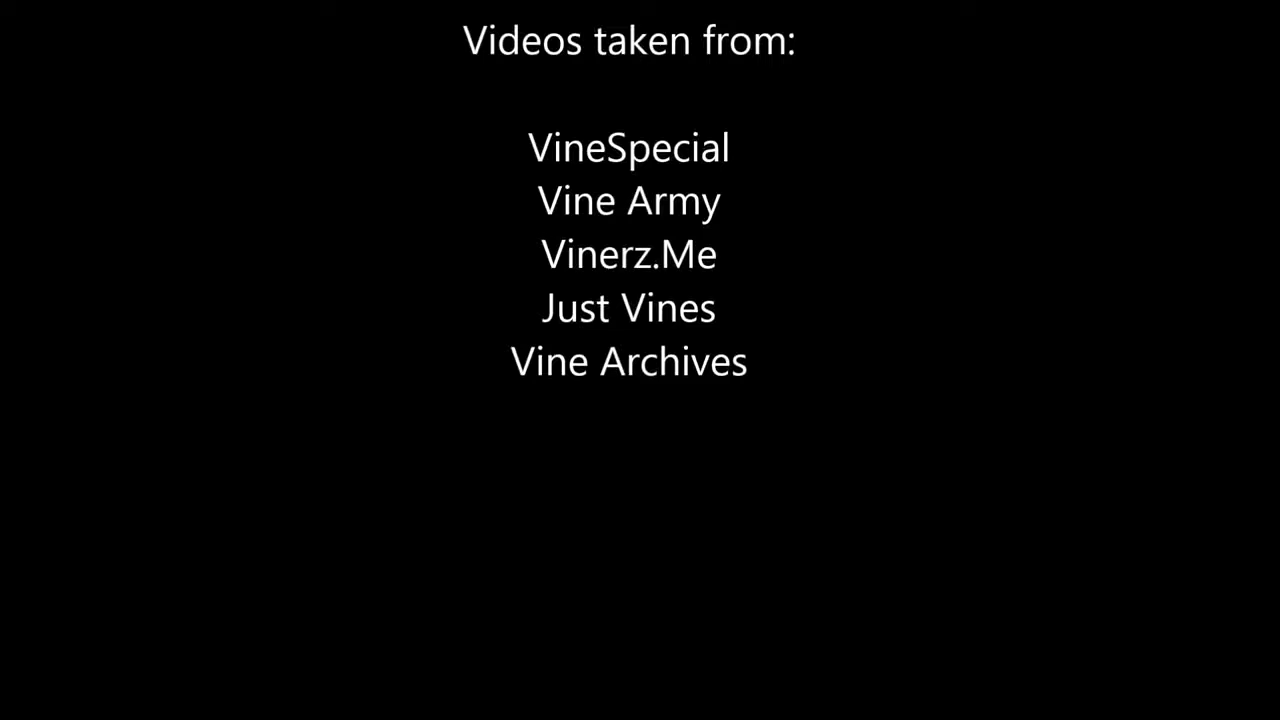 Videos taken from:
VineSpecial
Vine Army
Vinerz.Me
Just Vines
Vine Archives